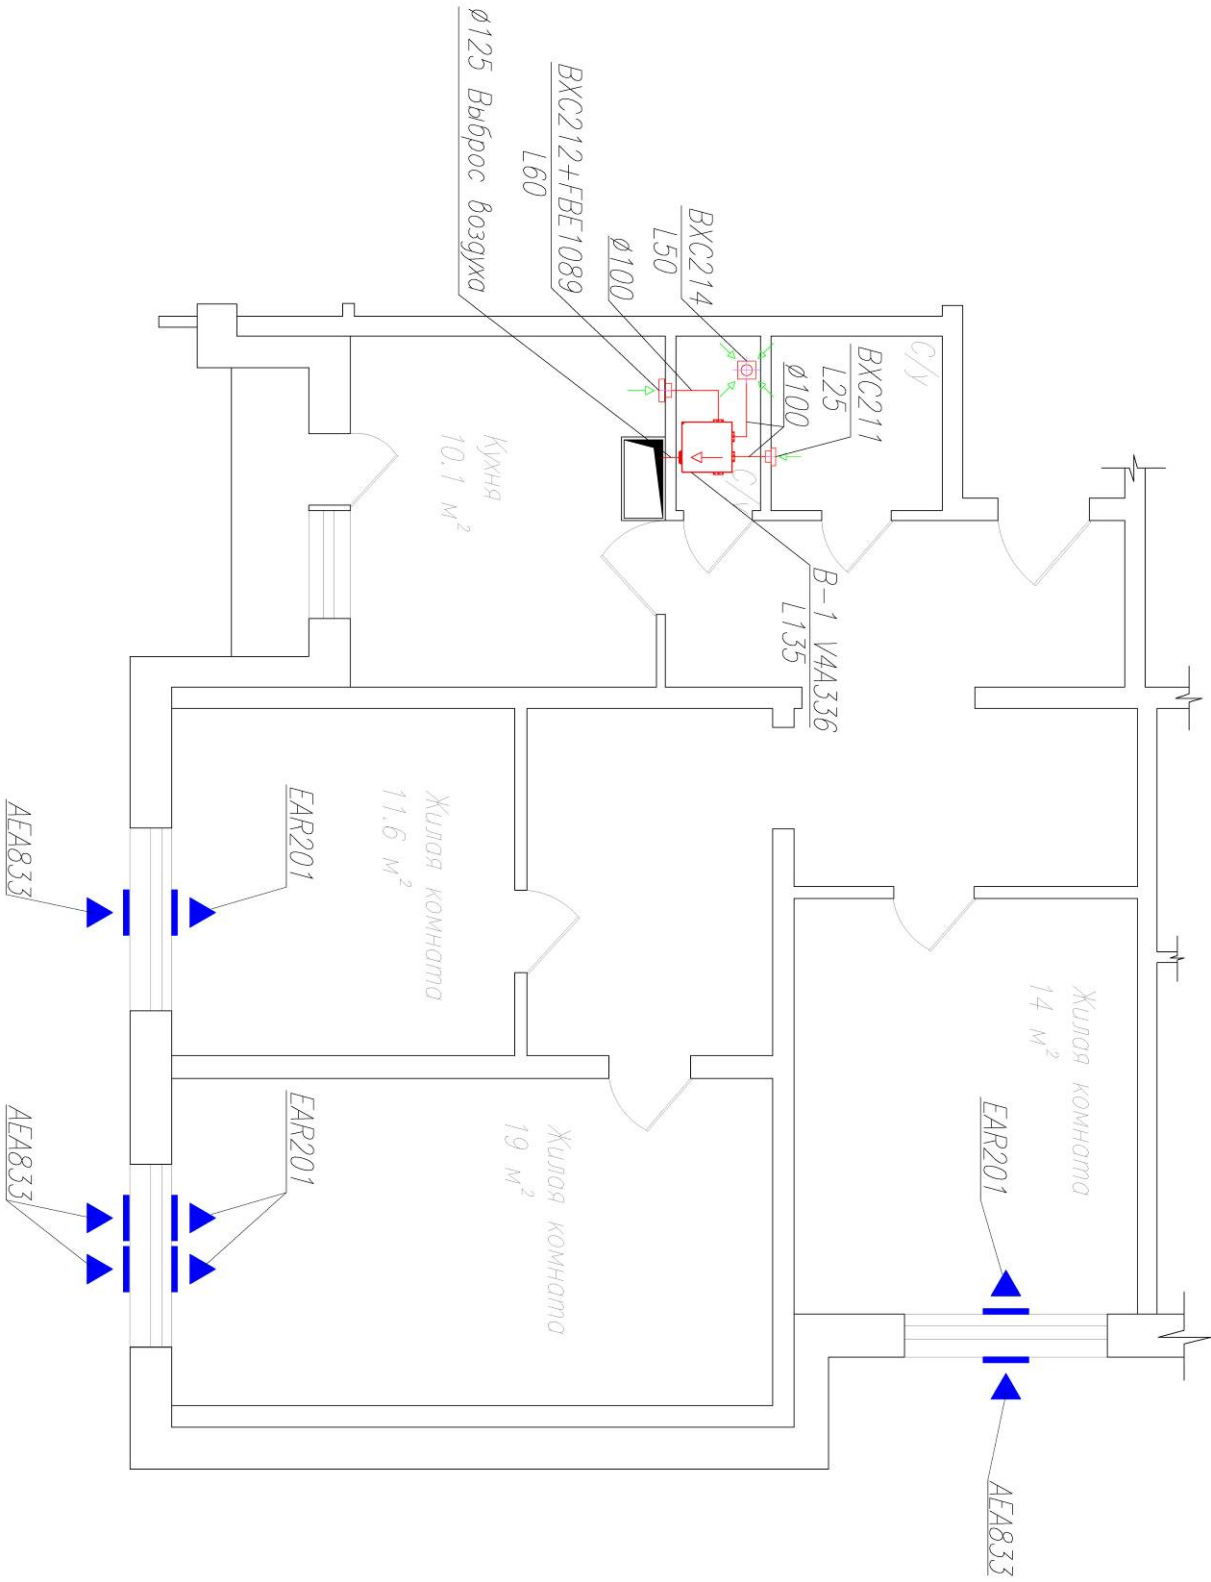 AEA833
EAR201
Жилая комната
14 м²
EAR201
B-1 V4A336
L135
С/у
BXC211
L25
ø100
С/у
BXC214
L50
ø100
BXC212+FBE1089
L60
ø125 Выброс воздуха
Кухня
10.1 м²
Жилая комната
11.6 м²
EAR201
AEA833
Жилая комната
19 м²
AEA833